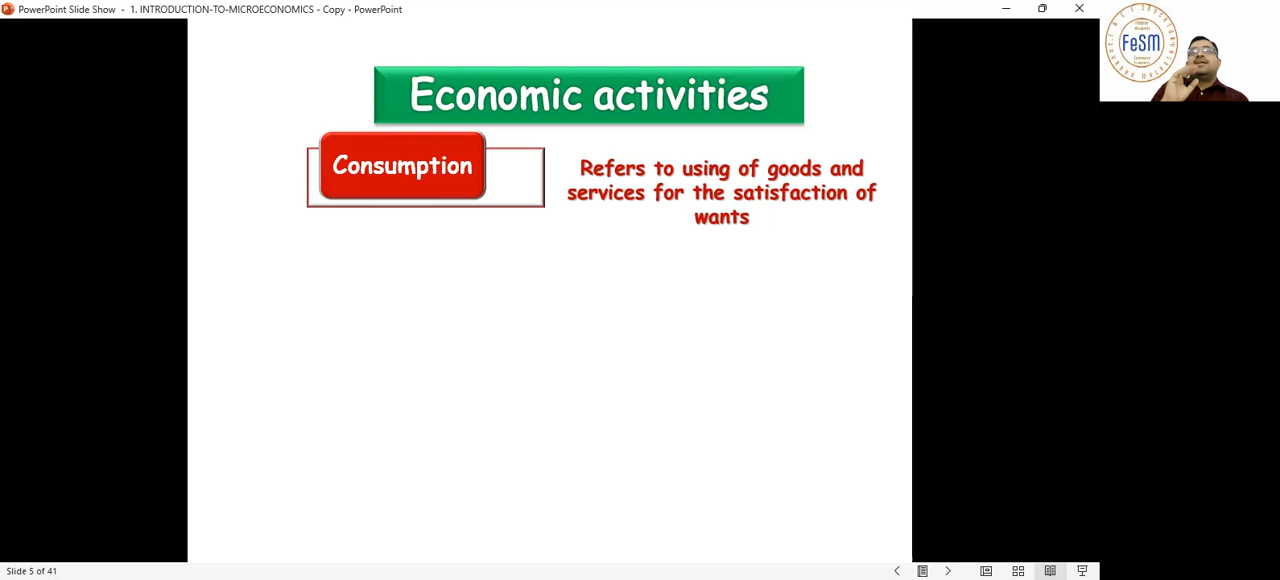 PowerPoint Slide Show - 1. INTRODUCTION-TO-MICROECONOMICS - Copy - PowerPoint
FeSM
Economic activities
Consumption
Refers to using of goods and
services for the satisfaction of
wants
Slide 5 of 41